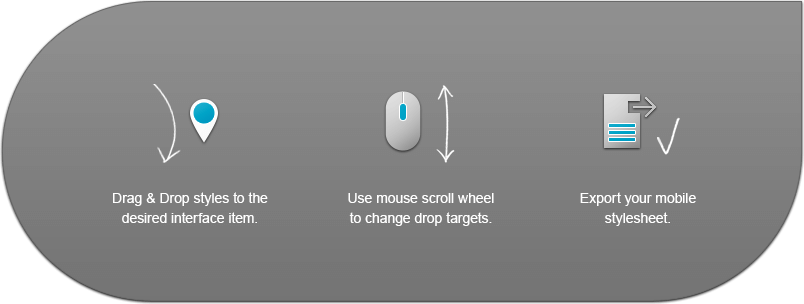 Drag & Drop styles to the
desired interface item.
Use mouse scroll wheel
to change drop targets.
Export your mobile
stylesheet.